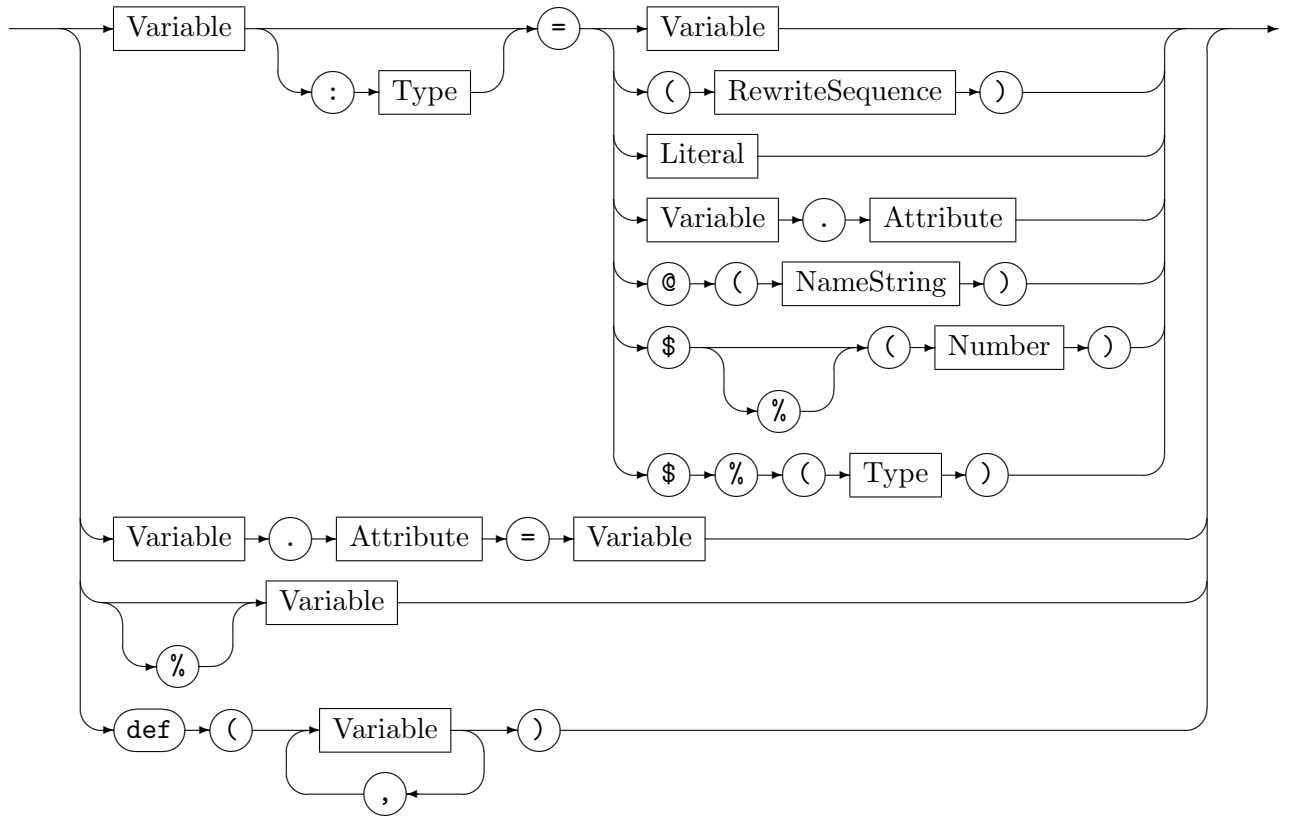 Variable = Variable
: Type ( RewriteSequence )
Literal
Variable . Attribute
@ ( NameString )
$ ( Number )
%
$ % ( Type )
Variable . Attribute = Variable
Variable
%
def ( Variable )
,